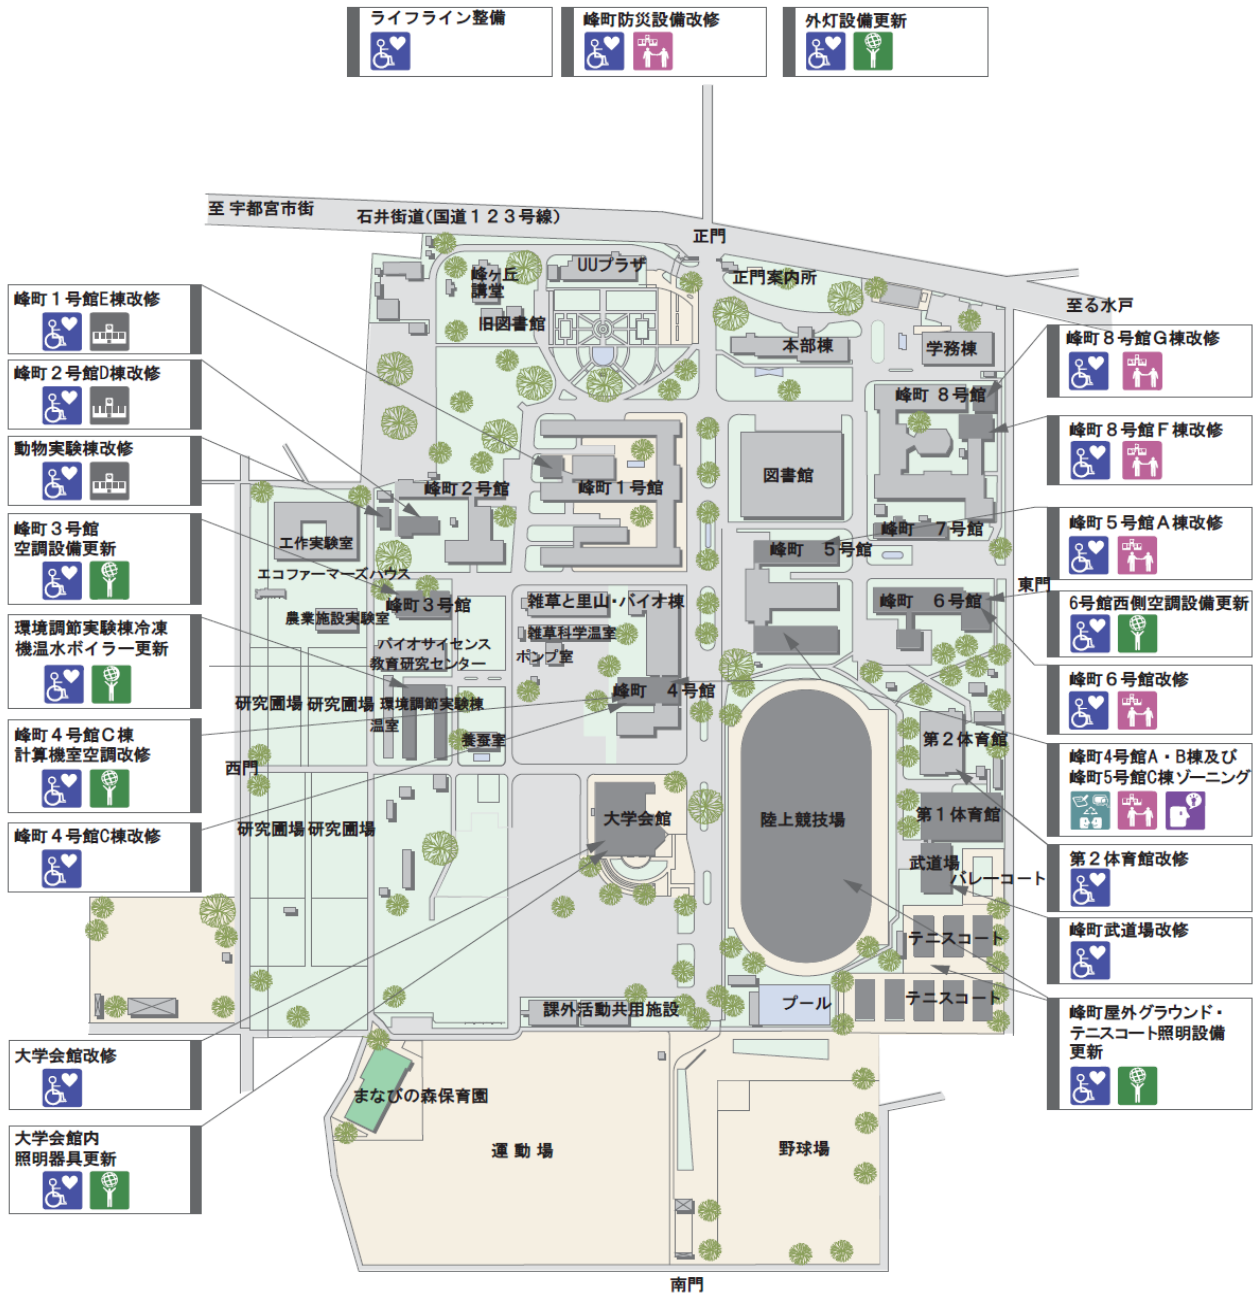 ライフライン整備
峰町防災設備改修
外灯設備更新
至 宇都宮市街
石井街道(国道123号線)
正門
UUプラザ
正門案内所
峰ヶ丘
講堂
旧図書館
至る水戸
本部棟
学務棟
峰町1号館E棟改修
峰町2号館D棟改修
動物実験棟改修
峰町3号館
空調設備更新
環境調節実験棟冷凍
機温水ボイラー更新
峰町4号館C棟
計算機室空調改修
峰町4号館C棟改修
大学会館改修
大学会館内
照明器具更新
峰町8号館G棟改修
峰町8号館F棟改修
峰町5号館A棟改修
東門
6号館西側空調設備更新
峰町6号館改修
峰町4号館A・B棟及び
峰町5号館C棟ゾーニング
第2体育館改修
峰町武道場改修
峰町屋外グラウンド・
テニスコート照明設備
更新
峰町 8号館
峰町2号館
峰町1号館
図書館
峰町 7号館
工作実験室
峰町 5号館
エコファーマーズハウス
峰町3号館
農業施設実験室
雑草と里山・バイオ棟
峰町 6号館
雑草科学温室
バイオサイセンス
教育研究センター
ポンプ室
研究圃場
研究圃場
環境調節実験棟
温室
峰町 4号館
養蚕室
第2体育館
西門
研究圃場
研究圃場
大学会館
陸上競技場
第1体育館
武道場
バレーコート
テニスコート
課外活動共用施設
プール
テニスコート
まなびの森保育園
運動場
野球場
南門